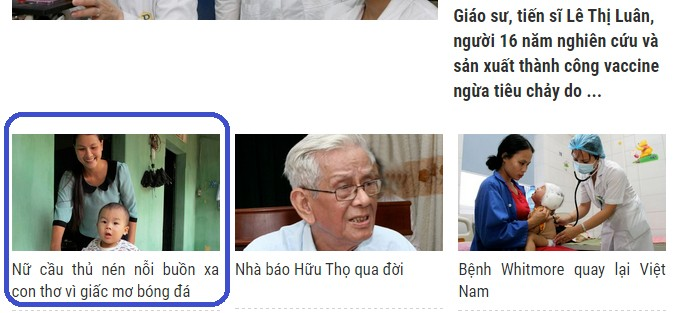 Giáo sư, tiến sĩ Lê Thị Luân,
người 16 năm nghiên cứu và
sản xuất thành công vaccine
ngừa tiêu chảy do ...
Nữ cầu thủ nén nỗi buồn xa
con thơ vì giấc mơ bóng đá
Nhà báo Hữu Thọ qua đời
Bệnh Whitmore quay lại Việt
Nam